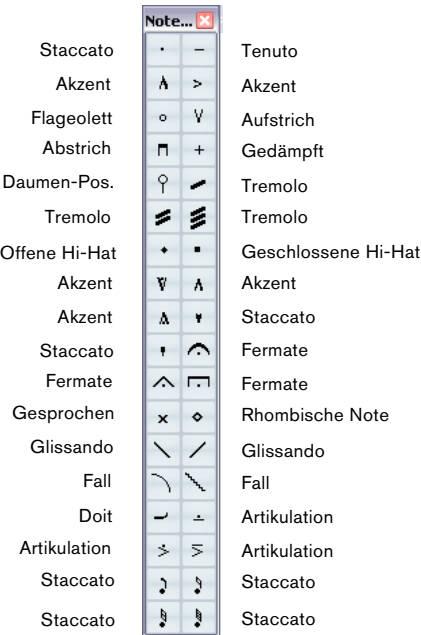 Note...
Staccato Tenuto
Akzent Akzent
Flageolett Aufstrich
Abstrich Gedämpft
Daumen-Pos. Tremolo
Tremolo Tremolo
Offene Hi-Hat Geschlossene Hi-Hat
Akzent Akzent
Akzent Staccato
Staccato Fermate
Fermate Fermate
Gesprochen Rhombische Note
Glissando Glissando
Fall Fall
Doit Artikulation
Artikulation Artikulation
Staccato Staccato
Staccato Staccato